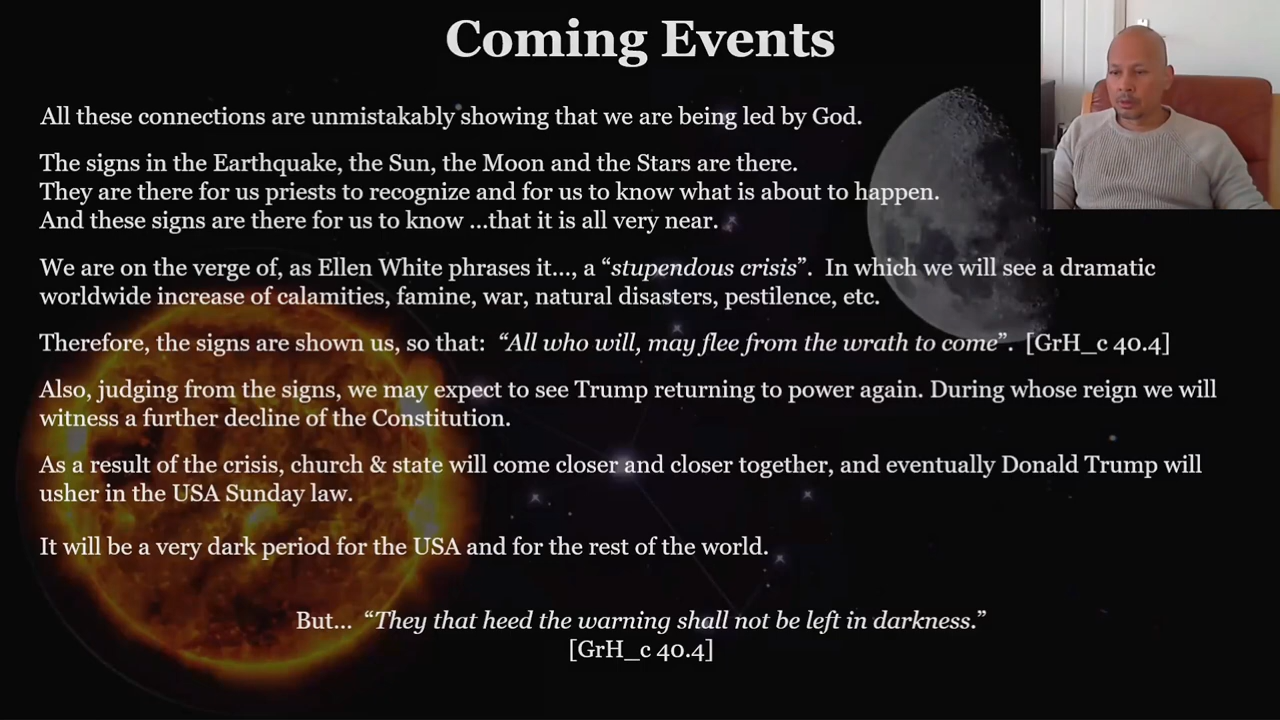 Coming Events
All these connections are unmistakably showing that we are being led by God.
The signs in the Earthquake, the Sun, the Moon and the Stars are there.
They are there for us priests to recognize and for us to know what is about to happen.
And these signs are there for us to know ...that it is all very near.
We are on the verge of, as Ellen White phrases it..., a “stupendous crisis”. In which we will see a dramatic
worldwide increase of calamities, famine, war, natural disasters, pestilence, etc.
Therefore, the signs are shown us, so that: “All who will, may flee from the wrath to come”. [GrH_c 40.4]
Also, judging from the signs, we may expect to see Trump returning to power again. During whose reign we will
witness a further decline of the Constitution.
As a result of the crisis, church & state will come closer and closer together, and eventually Donald Trump will
usher in the USA Sunday law.
It will be a very dark period for the USA and for the rest of the world.
But... “They that heed the warning shall not be left in darkness.”
[GrH_c 40.4]